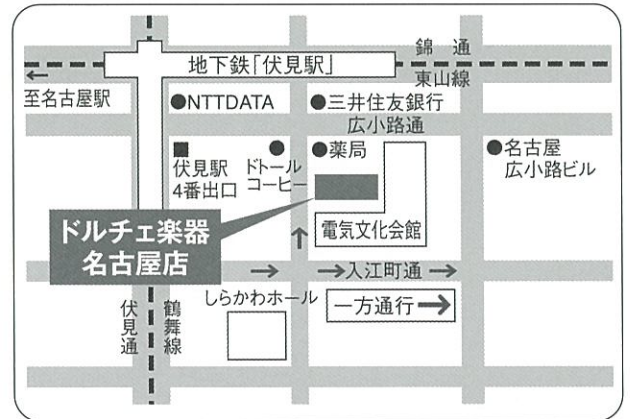 錦 通
地下鉄「伏見駅」
東山線
←
至名古屋駅
●NTTDATA
●三井住友銀行
広小路通
■
伏見駅
4番出口
●
ドトール
コーヒー
●薬局
●名古屋
広小路ビル
ドルチェ楽器
名古屋店
電気文化会館
↑
→
→入江町通→
しらかわホール
一方通行→
伏見通
鶴舞線